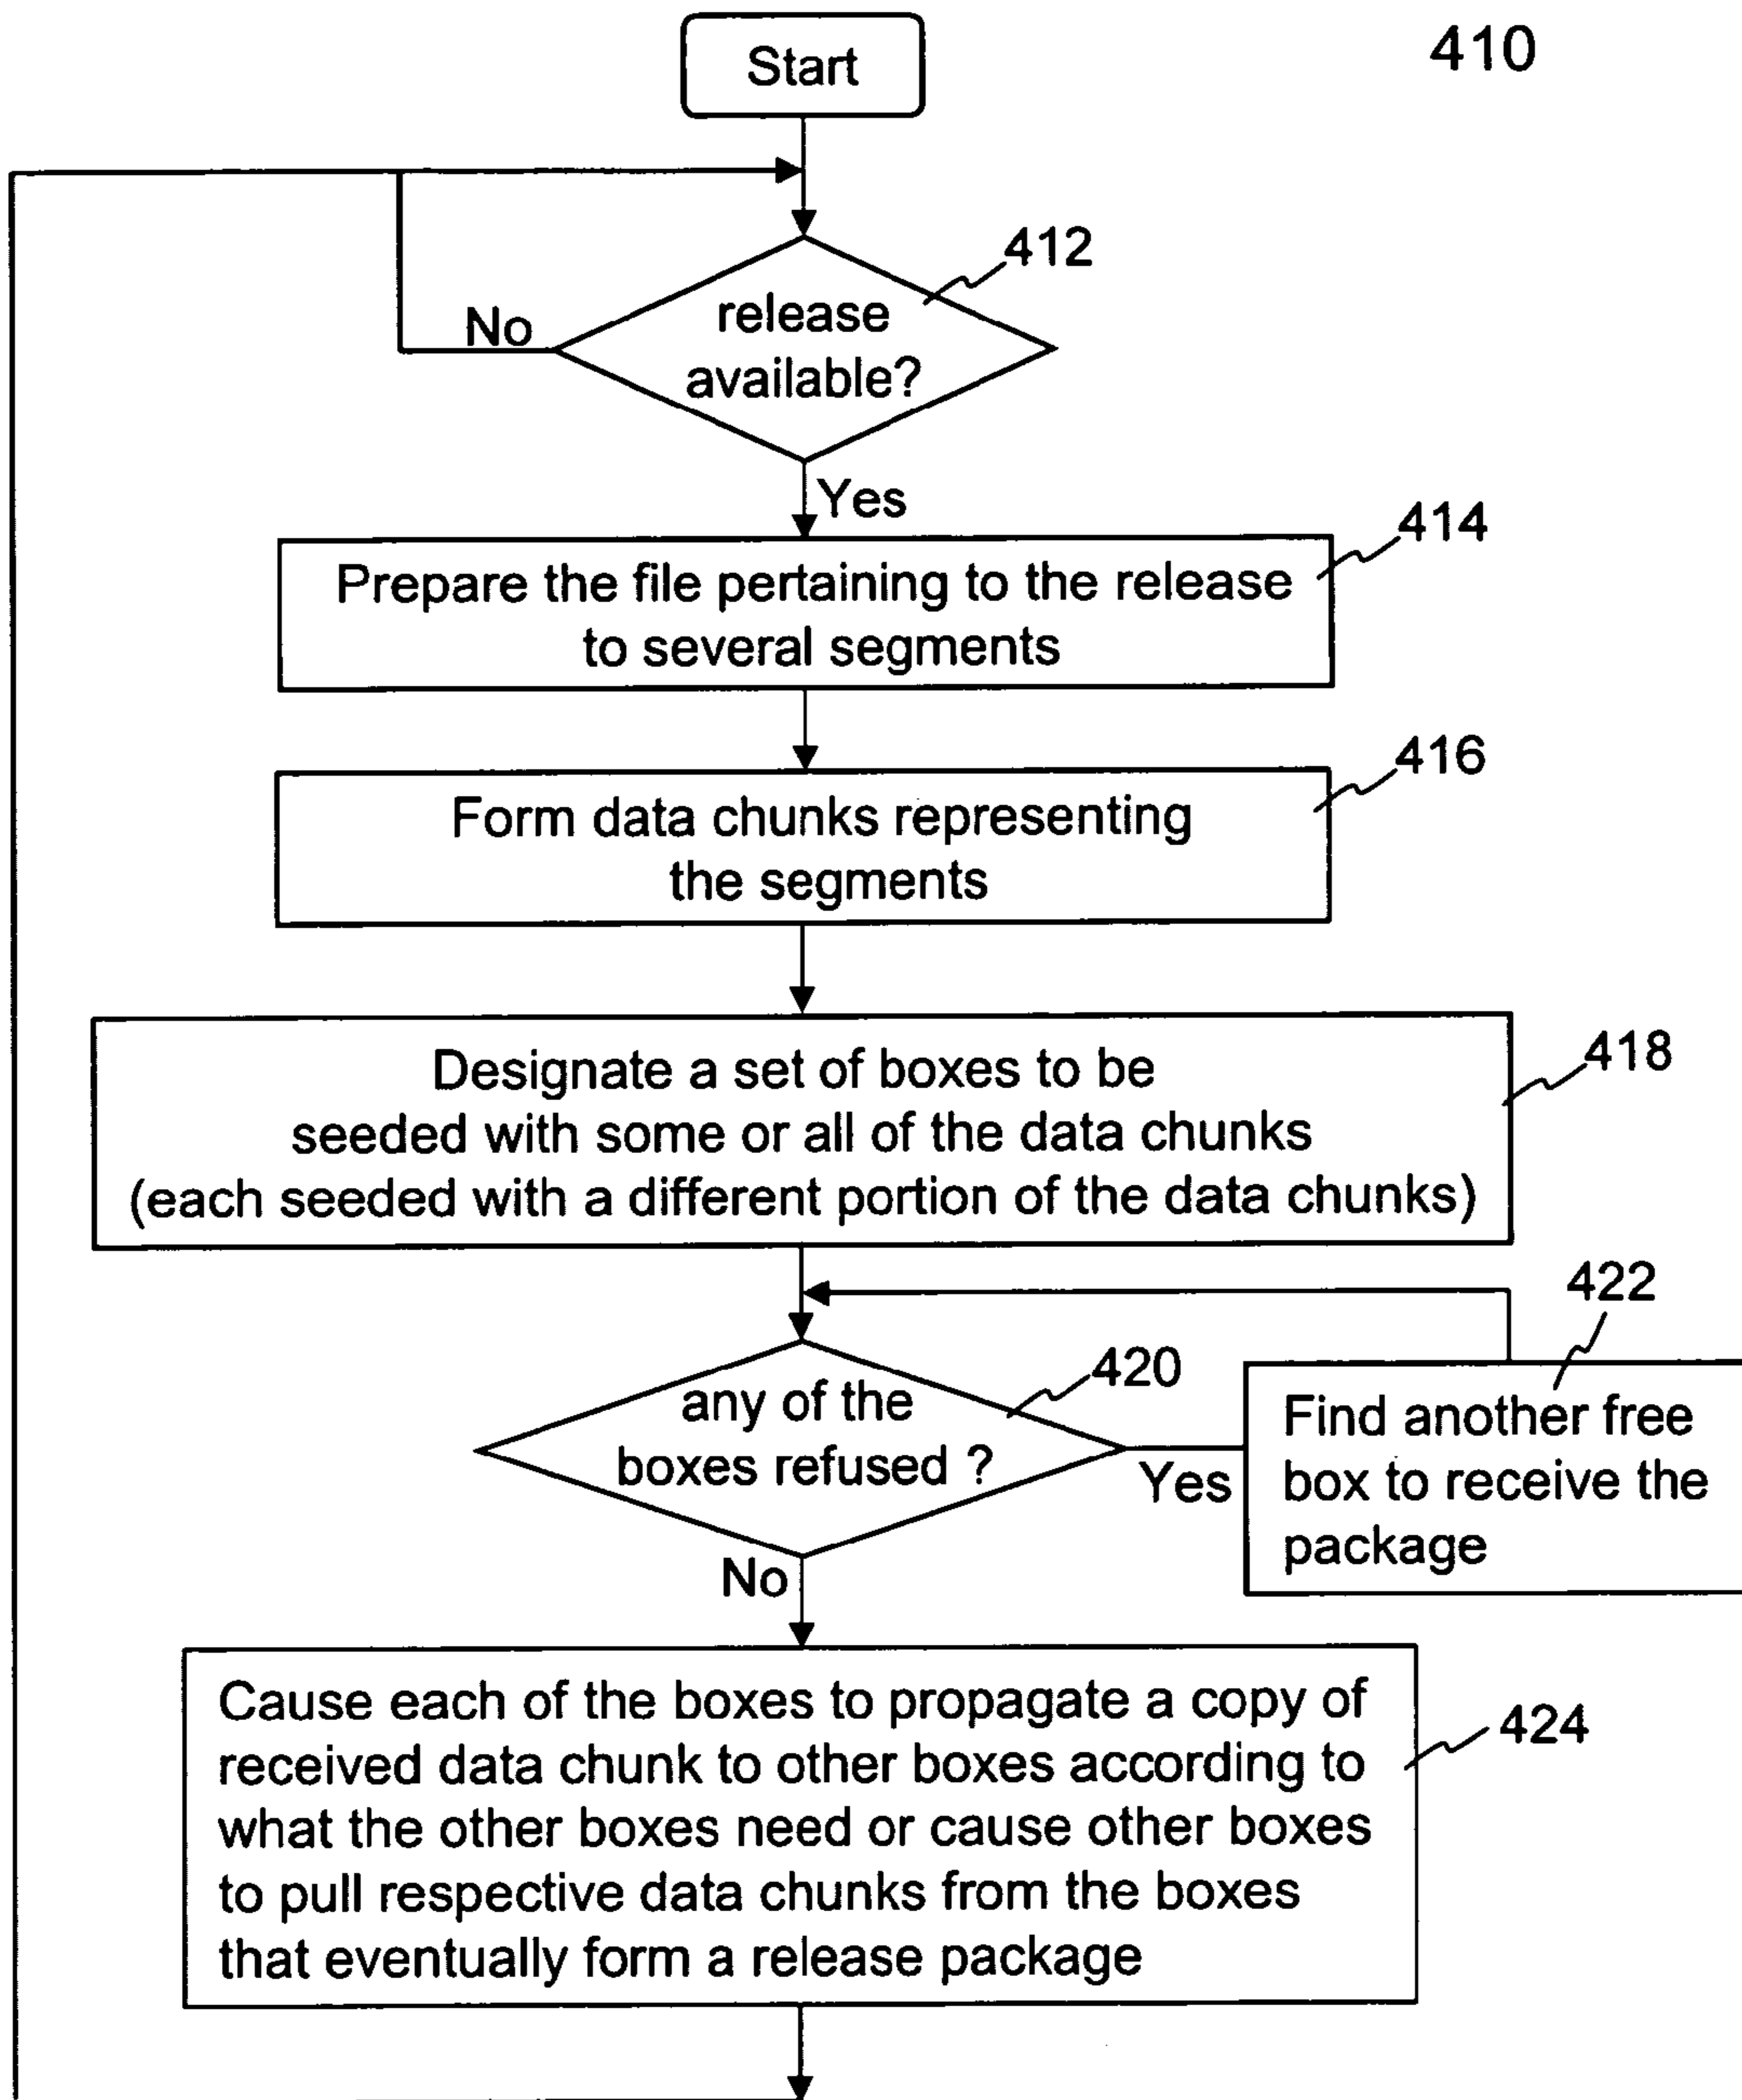 410
Start
412
release
available?
No
Yes
414
Prepare the file pertaining to the release
to several segments
416
Form data chunks representing
the segments
418
Designate a set of boxes to be
seeded with some or all of the data chunks
(each seeded with a different portion of the data chunks)
422
420
any of the
boxes refused ?
Yes
Find another free
box to receive the
package
No
Cause each of the boxes to propagate a copy of
received data chunk to other boxes according to
what the other boxes need or cause other boxes
to pull respective data chunks from the boxes
that eventually form a release package
424